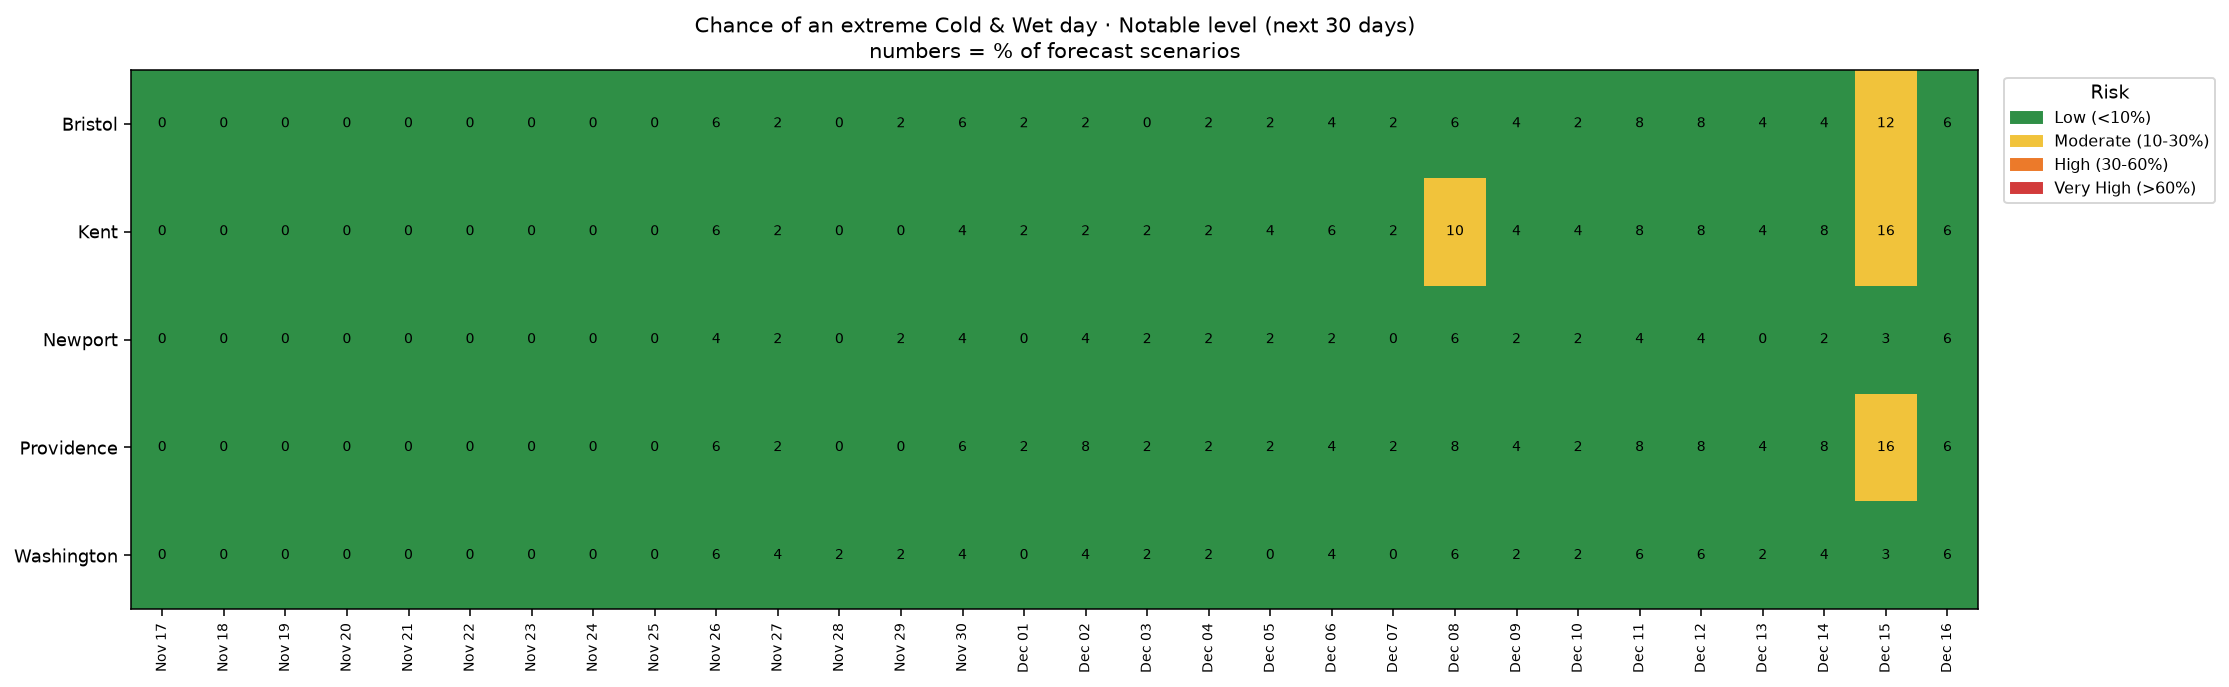 Chance of an extreme Cold & Wet day · Notable level (next 30 days)
numbers = % of forecast scenarios
Bristol 0 0 0 0 0 0 0 0 0 6 2 0 2 6 2 2 0 2 2 4 2 6 4 2 8 8 4 4 12 6
Kent 0 0 0 0 0 0 0 0 0 6 2 0 0 4 2 2 2 2 4 6 2 10 4 4 8 8 4 8 16 6
Newport 0 0 0 0 0 0 0 0 0 4 2 0 2 4 0 4 2 2 2 2 0 6 2 2 4 4 0 2 3 6
Providence 0 0 0 0 0 0 0 0 0 6 2 0 0 6 2 8 2 2 2 4 2 8 4 2 8 8 4 8 16 6
Washington 0 0 0 0 0 0 0 0 0 6 4 2 2 4 0 4 2 2 0 4 0 6 2 2 6 6 2 4 3 6
Nov 17 Nov 18 Nov 19 Nov 20 Nov 21 Nov 22 Nov 23 Nov 24 Nov 25 Nov 26 Nov 27 Nov 28 Nov 29 Nov 30 Dec 01 Dec 02 Dec 03 Dec 04 Dec 05 Dec 06 Dec 07 Dec 08 Dec 09 Dec 10 Dec 11 Dec 12 Dec 13 Dec 14 Dec 15 Dec 16
Risk
Low (<10%)
Moderate (10-30%)
High (30-60%)
Very High (>60%)